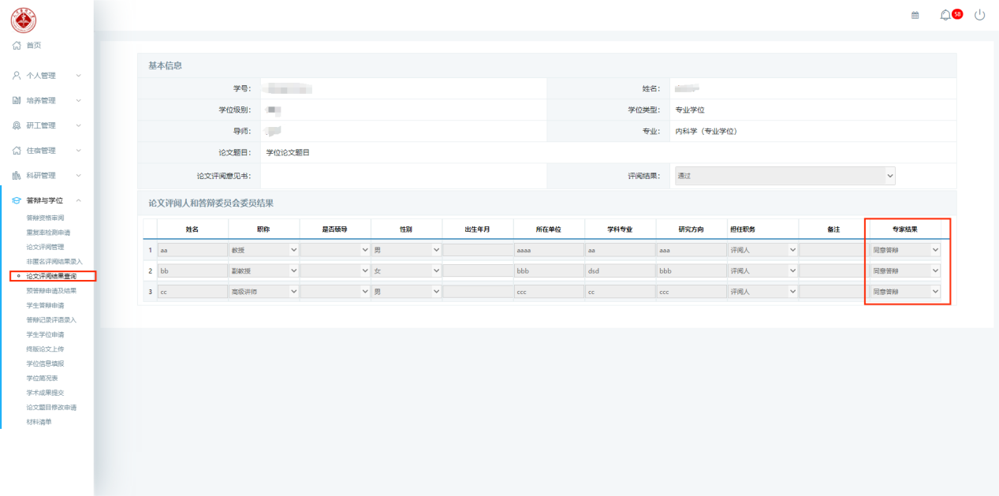 58
首页
个人管理
培养管理
研工管理
住宿管理
科研管理
答辩与学位
答辩资格审阅
重复率检测申请
论文评阅管理
非匿名评阅结果录入
论文评阅结果查询
预答辩申请及结果
学生答辩申请
答辩记录评语录入
学生学位申请
终版论文上传
学位信息填报
学位简况表
学术成果提交
论文题目修改申请
材料清单
基本信息
学号： 姓名：
学位级别： 学位类型： 专业学位
导师： 专业： 内科学（专业学位）
论文题目： 学位论文题目
论文评阅意见书： 评阅结果： 通过
论文评阅人和答辩委员会委员结果
姓名 职称 是否硕导 性别 出生年月 所在单位 学科专业 研究方向 担任职务 备注 专家结果
1 aa 教授 男 aaaa aa aaa 评阅人 同意答辩
2 bb 副教授 女 bbb dsd bbb 评阅人 同意答辩
3 cc 高级讲师 男 ccc cc ccc 评阅人 同意答辩